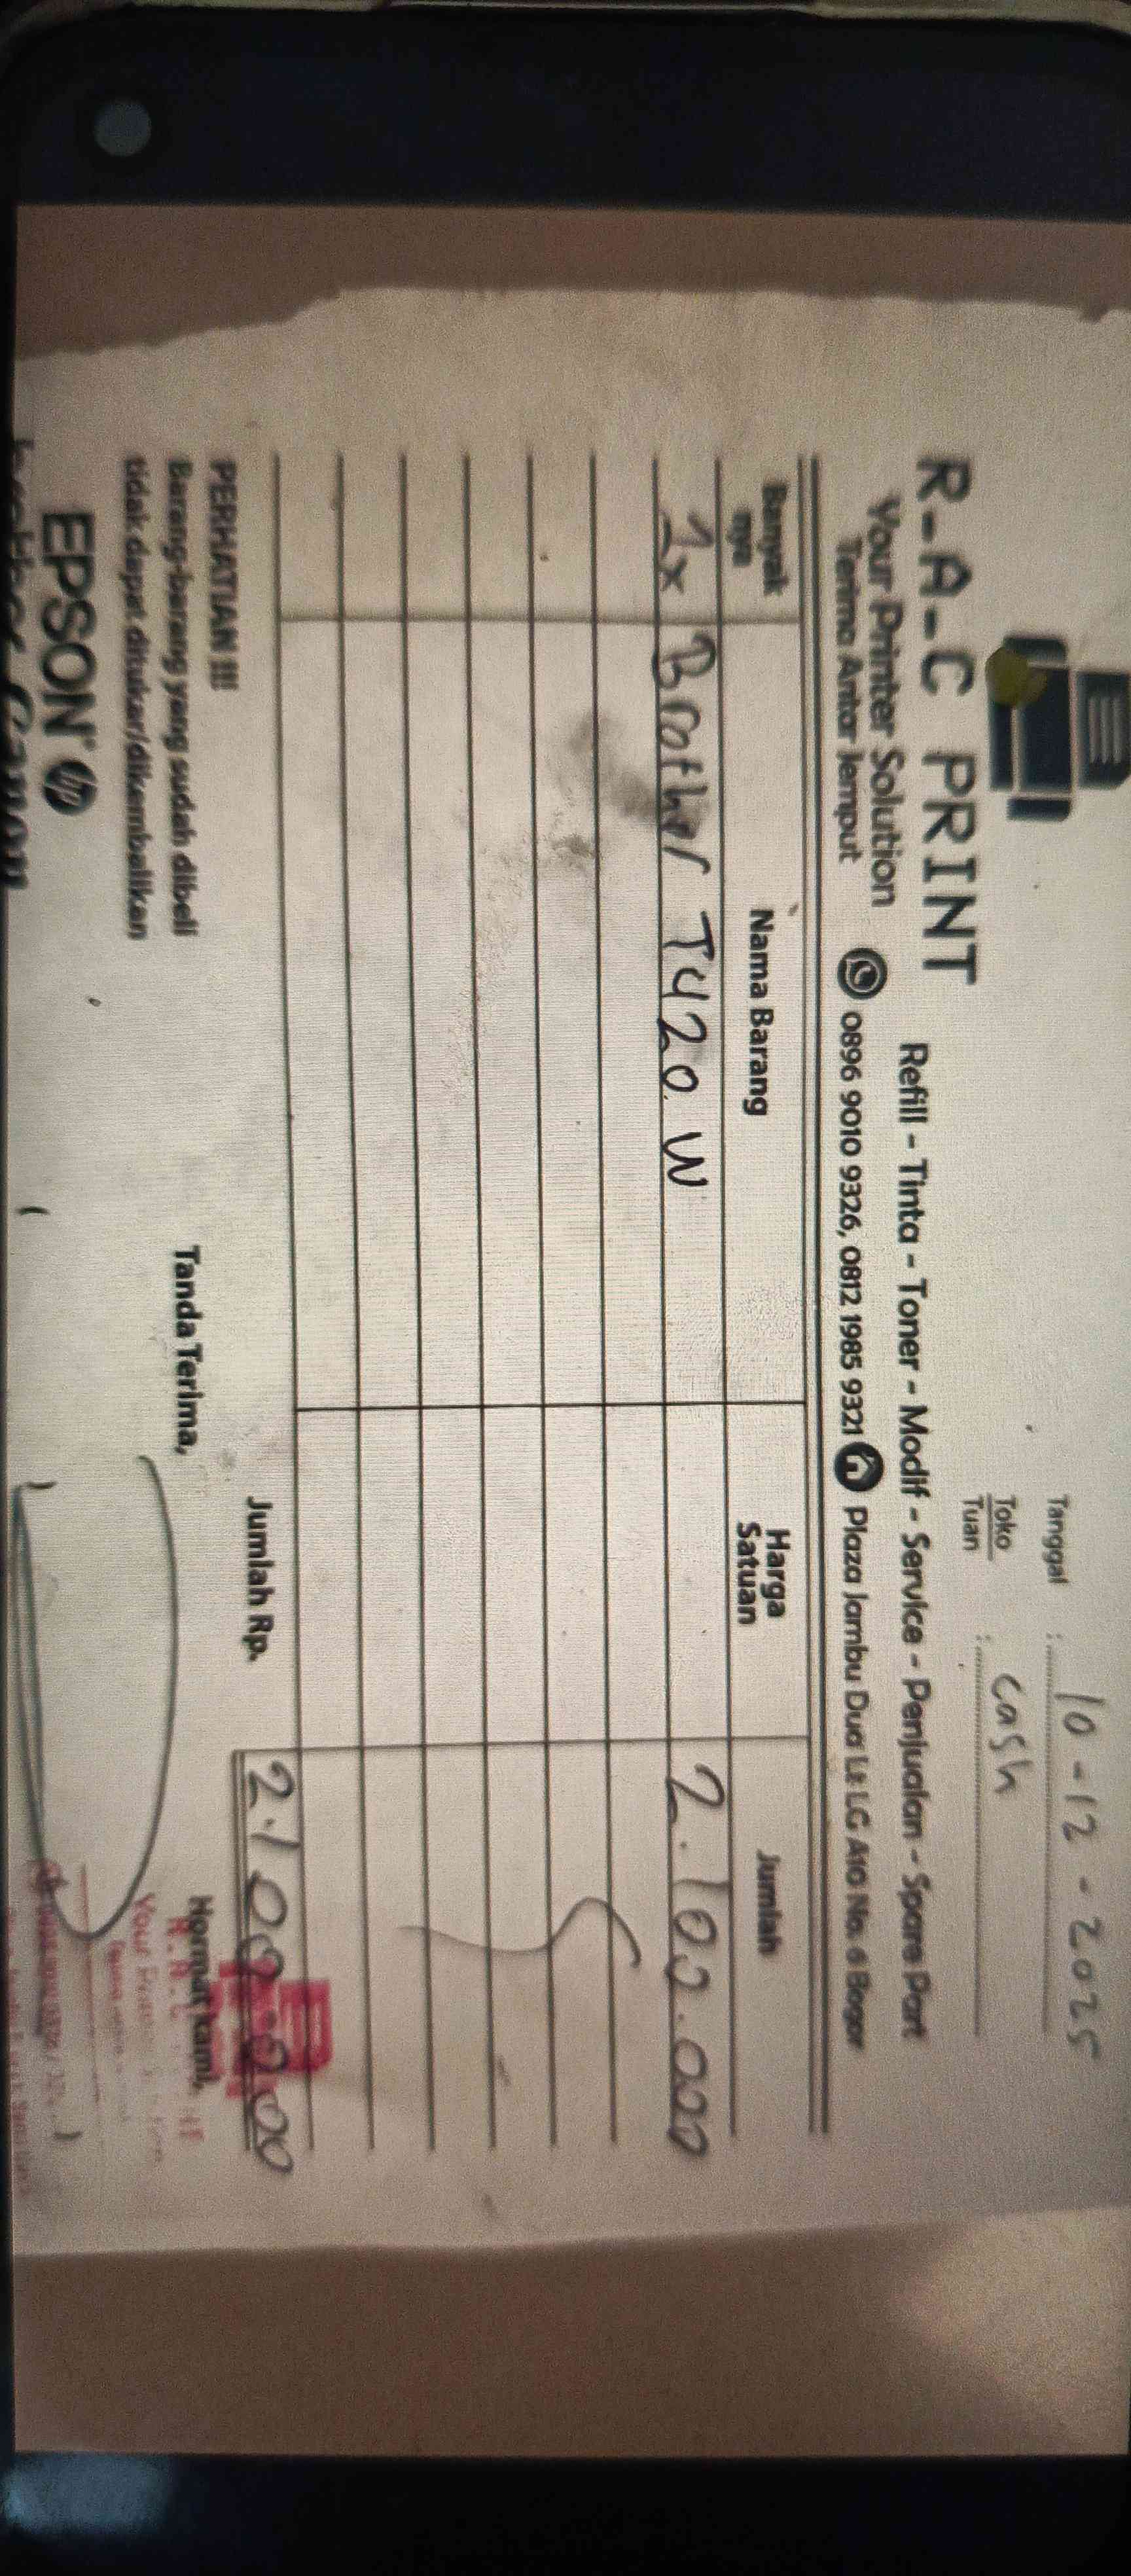 Tanggal : 10-12-2025
Toko
Tuan : Cash
R-A-C PRINT
Refill - Tinta - Toner - Modif - Service - Penjualan - Spare Part
Your Printer Solution
Terima Antar Jemput
0896 9010 9326, 0812 1985 9321 Plaza Jambu Dua Lt LG A10 No. 6 Bogor
Banyak nya Nama Barang Harga Satuan Jumlah
1x Brother T420 W 2.100.000
Jumlah Rp. 2.100.000
PERHATIAN !!!
Barang-barang yang sudah dibeli
tidak dapat ditukar/dikembalikan
Tanda Terima,
Hormat kami,
EPSON hp